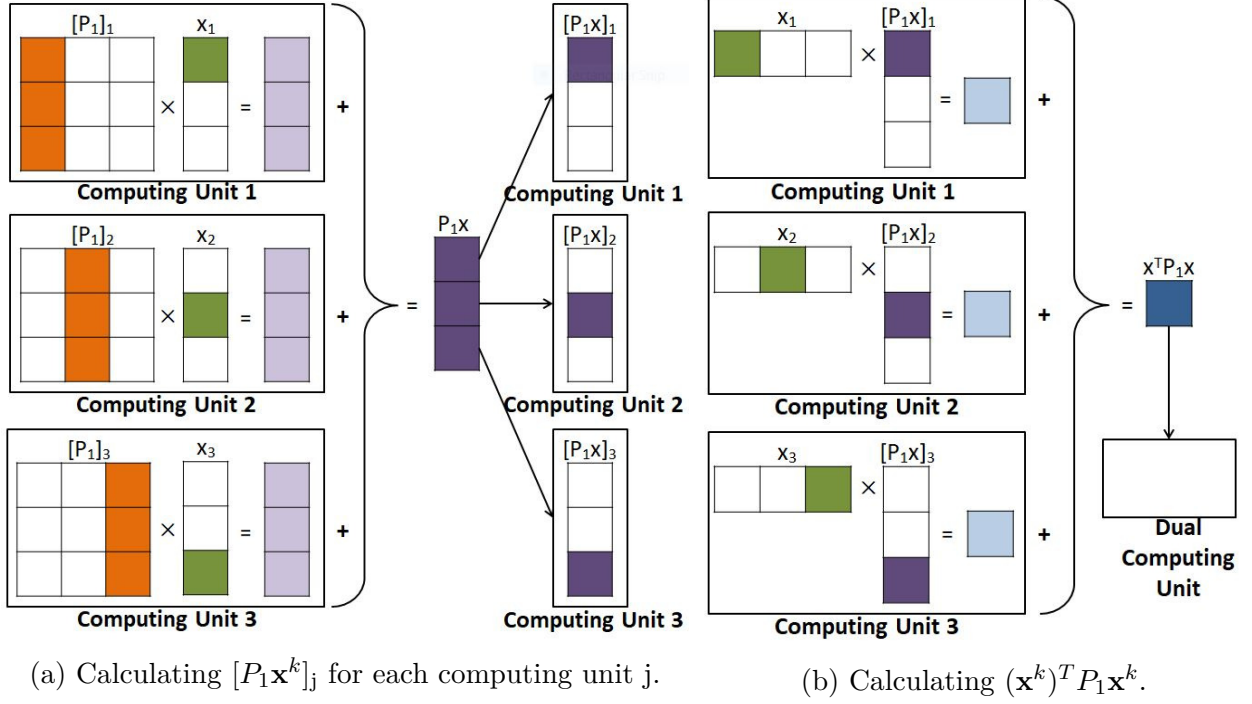 [P₁]₁ x₁
× = +
Computing Unit 1
[P₁]₂ x₂
× = +
Computing Unit 2
[P₁]₃ x₃
× = +
Computing Unit 3
= P₁x
[P₁x]₁
Computing Unit 1
[P₁x]₂
Computing Unit 2
[P₁x]₃
Computing Unit 3
(a) Calculating [P₁𝐱ᵏ]ⱼ for each computing unit j.
x₁ [P₁x]₁
× = +
Computing Unit 1
x₂ [P₁x]₂
× = +
Computing Unit 2
x₃ [P₁x]₃
× = +
Computing Unit 3
= xᵀP₁x
Dual
Computing
Unit
(b) Calculating (𝐱ᵏ)ᵀP₁𝐱ᵏ.